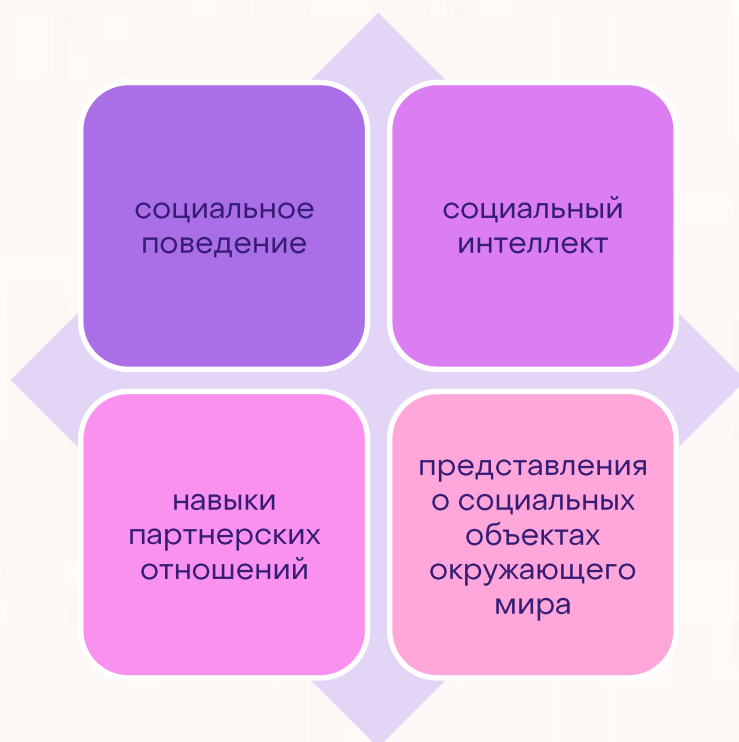 социальное
поведение
социальный
интеллект
навыки
партнерских
отношений
представления
о социальных
объектах
окружающего
мира